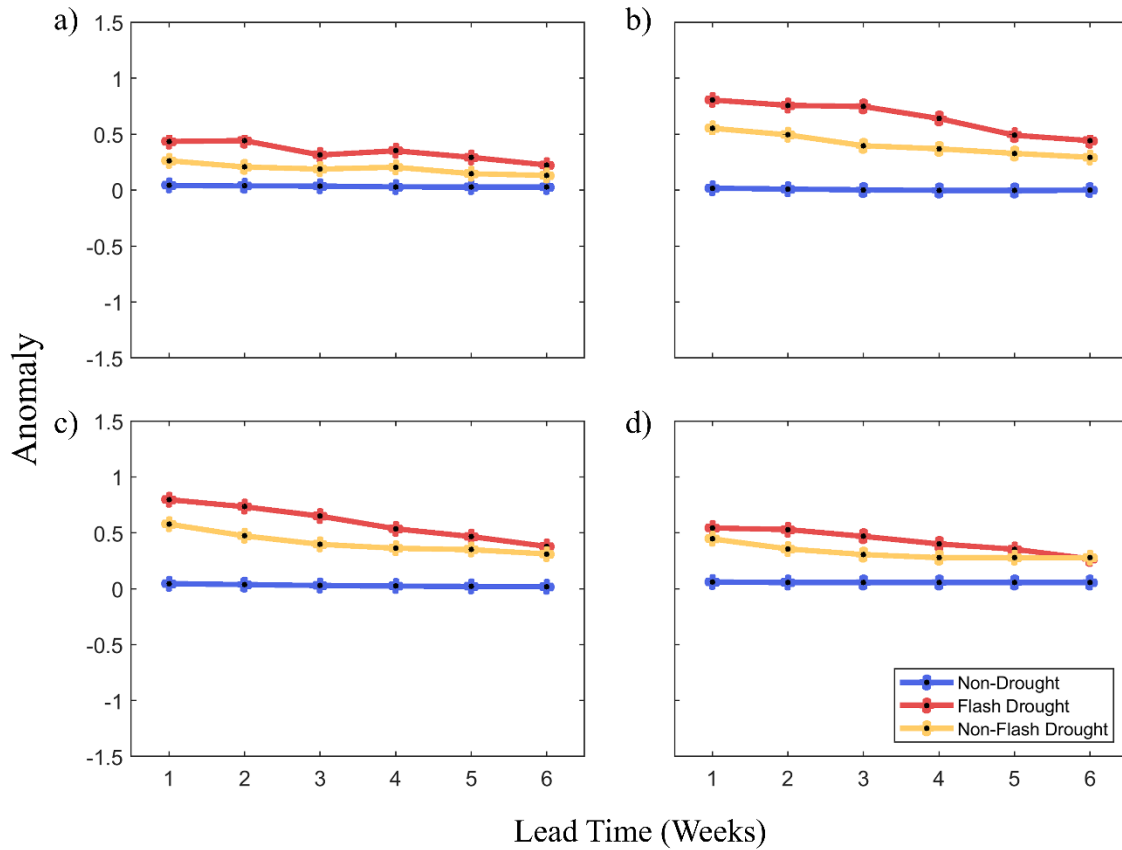 a)
1.5
1
0.5
0
-0.5
-1
-1.5
b)
c)
1.5
1
0.5
0
-0.5
-1
-1.5
1 2 3 4 5 6
d)
Non-Drought
Flash Drought
Non-Flash Drought
1 2 3 4 5 6
Anomaly
Lead Time (Weeks)